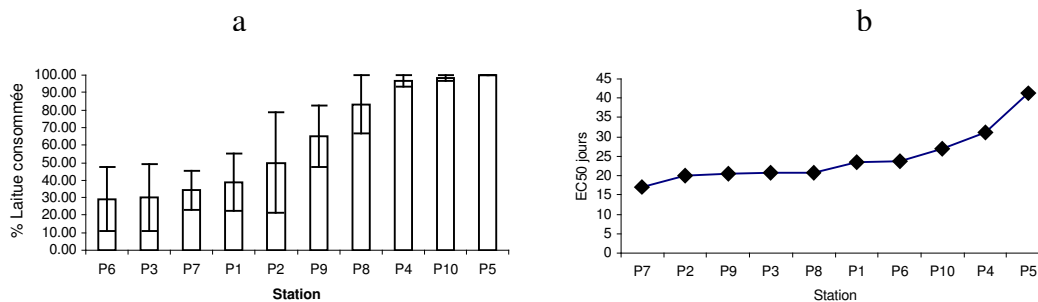 a
% Laitue consommée
100.00
90.00
80.00
70.00
60.00
50.00
40.00
30.00
20.00
10.00
0.00
P6 P3 P7 P1 P2 P9 P8 P4 P10 P5
Station
b
EC50 jours
45
40
35
30
25
20
15
10
5
0
P7 P2 P9 P3 P8 P1 P6 P10 P4 P5
Station